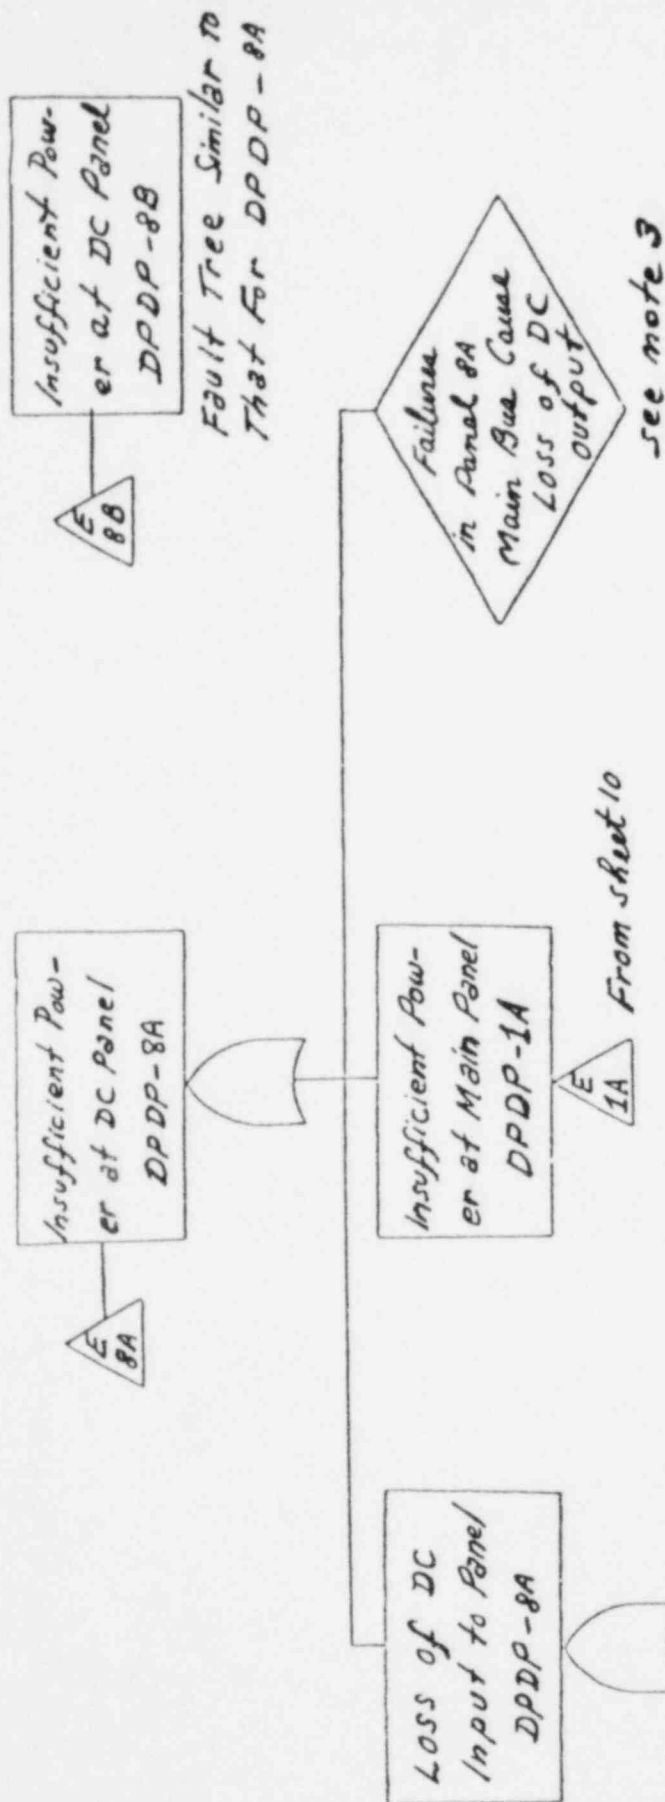 E
8A
Insufficient Pow-
er at DC Panel
DPDP-8A
E
8B
Insufficient Pow-
er at DC Panel
DPDP-8B
Fault Tree Similar to
That For DPDP-8A
Loss of DC
Input to Panel
DPDP-8A
Insufficient Pow-
er at Main Panel
DPDP-1A
E
1A
From sheet 10
Failures
in Panel 8A
Main Bus Cause
Loss of DC
output
see note 3